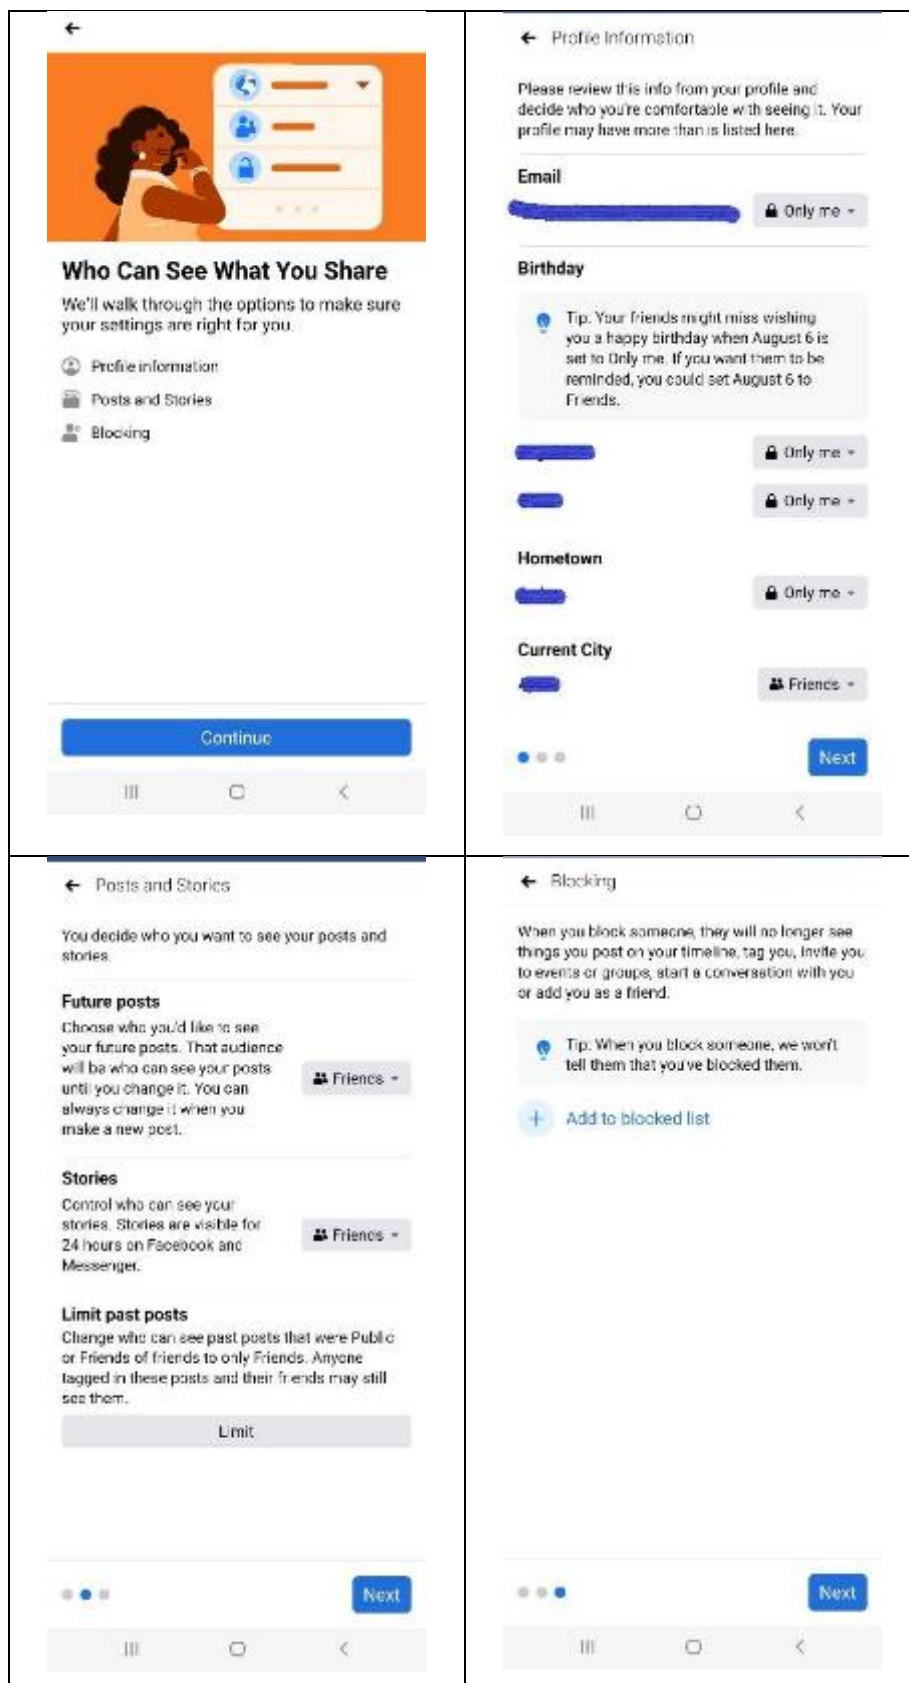 Who Can See What You Share
We'll walk through the options to make sure
your settings are right for you.
Profile information
Posts and Stories
Blocking
Continue
Profile Information
Please review this info from your profile and
decide who you're comfortable with seeing it. Your
profile may have more than is listed here.
Email
Only me
Birthday
Tip: Your friends might miss wishing
you a happy birthday when August 6 is
set to Only me. If you want them to be
reminded, you could set August 6 to
Friends.
Only me
Only me
Hometown
Only me
Current City
Friends
Next
Posts and Stories
You decide who you want to see your posts and
stories.
Future posts
Choose who you'd like to see
your future posts. That audience
will be who can see your posts
until you change it. You can
always change it when you
make a new post.
Friends
Stories
Control who can see your
stories. Stories are visible for
24 hours on Facebook and
Messenger.
Friends
Limit past posts
Change who can see past posts that were Public
or Friends of friends to only Friends. Anyone
tagged in these posts and their friends may still
see them.
Limit
Next
Blocking
When you block someone, they will no longer see
things you post on your timeline, tag you, invite you
to events or groups, start a conversation with you
or add you as a friend.
Tip: When you block someone, we won't
tell them that you've blocked them.
Add to blocked list
Next